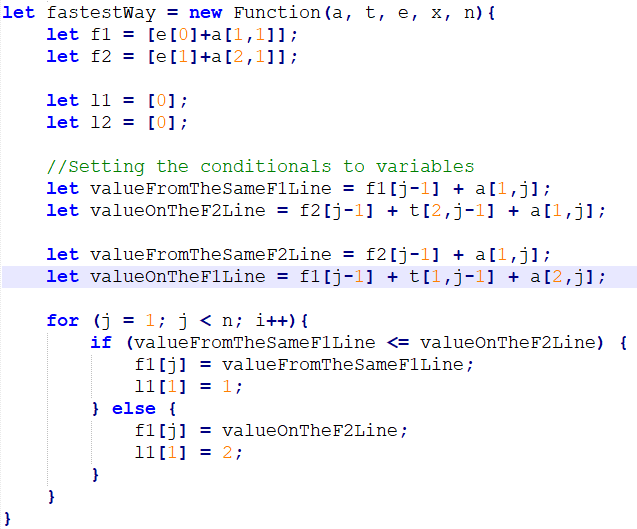 let fastestWay = new Function(a, t, e, x, n){
let f1 = [e[0]+a[1,1]];
let f2 = [e[1]+a[2,1]];
let l1 = [0];
let l2 = [0];
//Setting the conditionals to variables
let valueFromTheSameF1Line = f1[j-1] + a[1,j];
let valueOnTheF2Line = f2[j-1] + t[2,j-1] + a[1,j];
let valueFromTheSameF2Line = f2[j-1] + a[1,j];
let valueOnTheF1Line = f1[j-1] + t[1,j-1] + a[2,j];
for (j = 1; j < n; i++){
if (valueFromTheSameF1Line <= valueOnTheF2Line) {
f1[j] = valueFromTheSameF1Line;
l1[1] = 1;
} else {
f1[j] = valueOnTheF2Line;
l1[1] = 2;
}
}
}